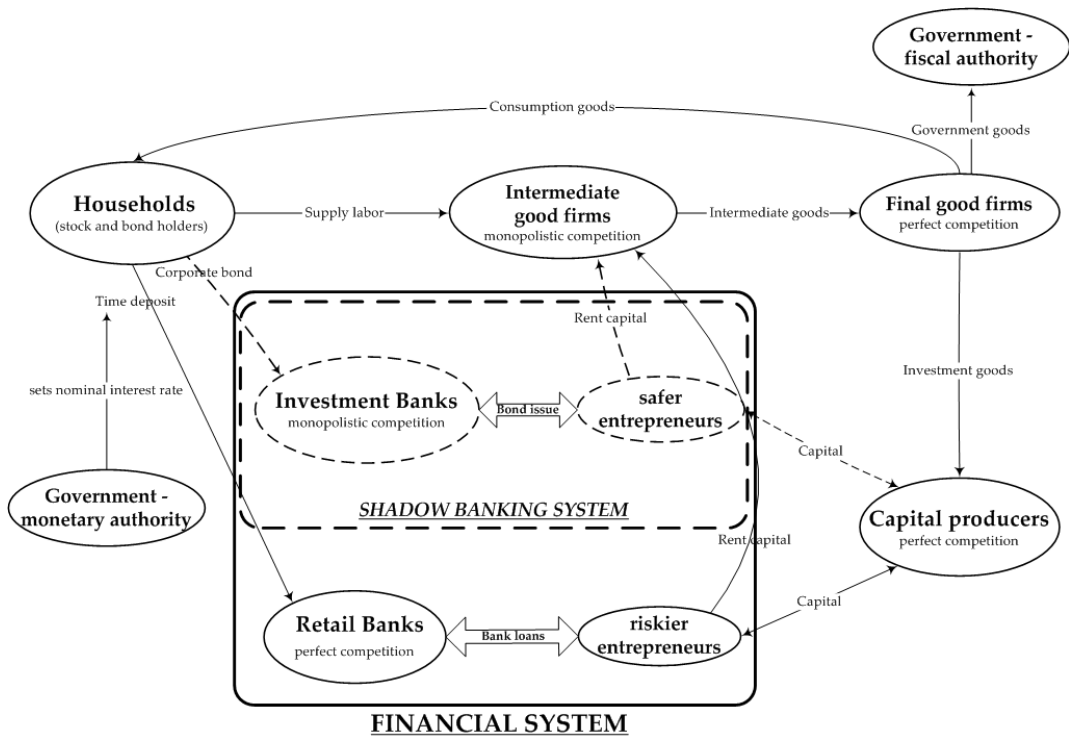 Government -
fiscal authority
Consumption goods
Government goods
Households
(stock and bond holders)
Supply labor
Intermediate
good firms
monopolistic competition
Intermediate goods
Final good firms
perfect competition
Corporate bond
Time deposit
Rent capital
sets nominal interest rate
Investment Banks
monopolistic competition
Bond issue
safer
entrepreneurs
Investment goods
Capital
Government -
monetary authority
SHADOW BANKING SYSTEM
Capital producers
perfect competition
Rent capital
Capital
Retail Banks
perfect competition
Bank loans
riskier
entrepreneurs
FINANCIAL SYSTEM